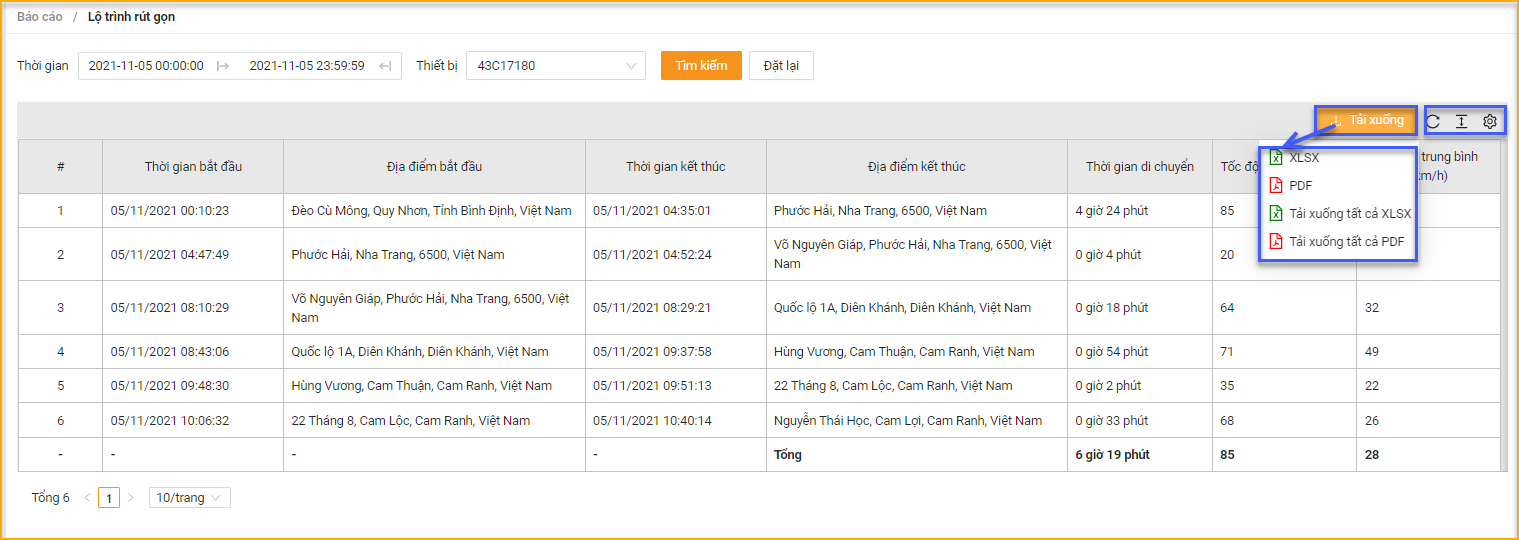 Báo cáo / Lộ trình rút gọn
Thời gian 2021-11-05 00:00:00 2021-11-05 23:59:59 Thiết bị 43C17180 Tìm kiếm Đặt lại
Tải xuống
XLSX
PDF
Tải xuống tất cả XLSX
Tải xuống tất cả PDF
# Thời gian bắt đầu Địa điểm bắt đầu Thời gian kết thúc Địa điểm kết thúc Thời gian di chuyển Tốc độ trung bình
km/h)
1 05/11/2021 00:10:23 Đèo Cù Mông, Quy Nhơn, Tỉnh Bình Định, Việt Nam 05/11/2021 04:35:01 Phước Hải, Nha Trang, 6500, Việt Nam 4 giờ 24 phút 85
2 05/11/2021 04:47:49 Phước Hải, Nha Trang, 6500, Việt Nam 05/11/2021 04:52:24 Võ Nguyên Giáp, Phước Hải, Nha Trang, 6500, Việt
Nam 0 giờ 4 phút 20
3 05/11/2021 08:10:29 Võ Nguyên Giáp, Phước Hải, Nha Trang, 6500, Việt
Nam 05/11/2021 08:29:21 Quốc lộ 1A, Diên Khánh, Diên Khánh, Việt Nam 0 giờ 18 phút 64 32
4 05/11/2021 08:43:06 Quốc lộ 1A, Diên Khánh, Diên Khánh, Việt Nam 05/11/2021 09:37:58 Hùng Vương, Cam Thuận, Cam Ranh, Việt Nam 0 giờ 54 phút 71 49
5 05/11/2021 09:48:30 Hùng Vương, Cam Thuận, Cam Ranh, Việt Nam 05/11/2021 09:51:13 22 Tháng 8, Cam Lộc, Cam Ranh, Việt Nam 0 giờ 2 phút 35 22
6 05/11/2021 10:06:32 22 Tháng 8, Cam Lộc, Cam Ranh, Việt Nam 05/11/2021 10:40:14 Nguyễn Thái Học, Cam Lợi, Cam Ranh, Việt Nam 0 giờ 33 phút 68 26
- - - - Tổng 6 giờ 19 phút 85 28
Tổng 6 < 1 > 10/trang